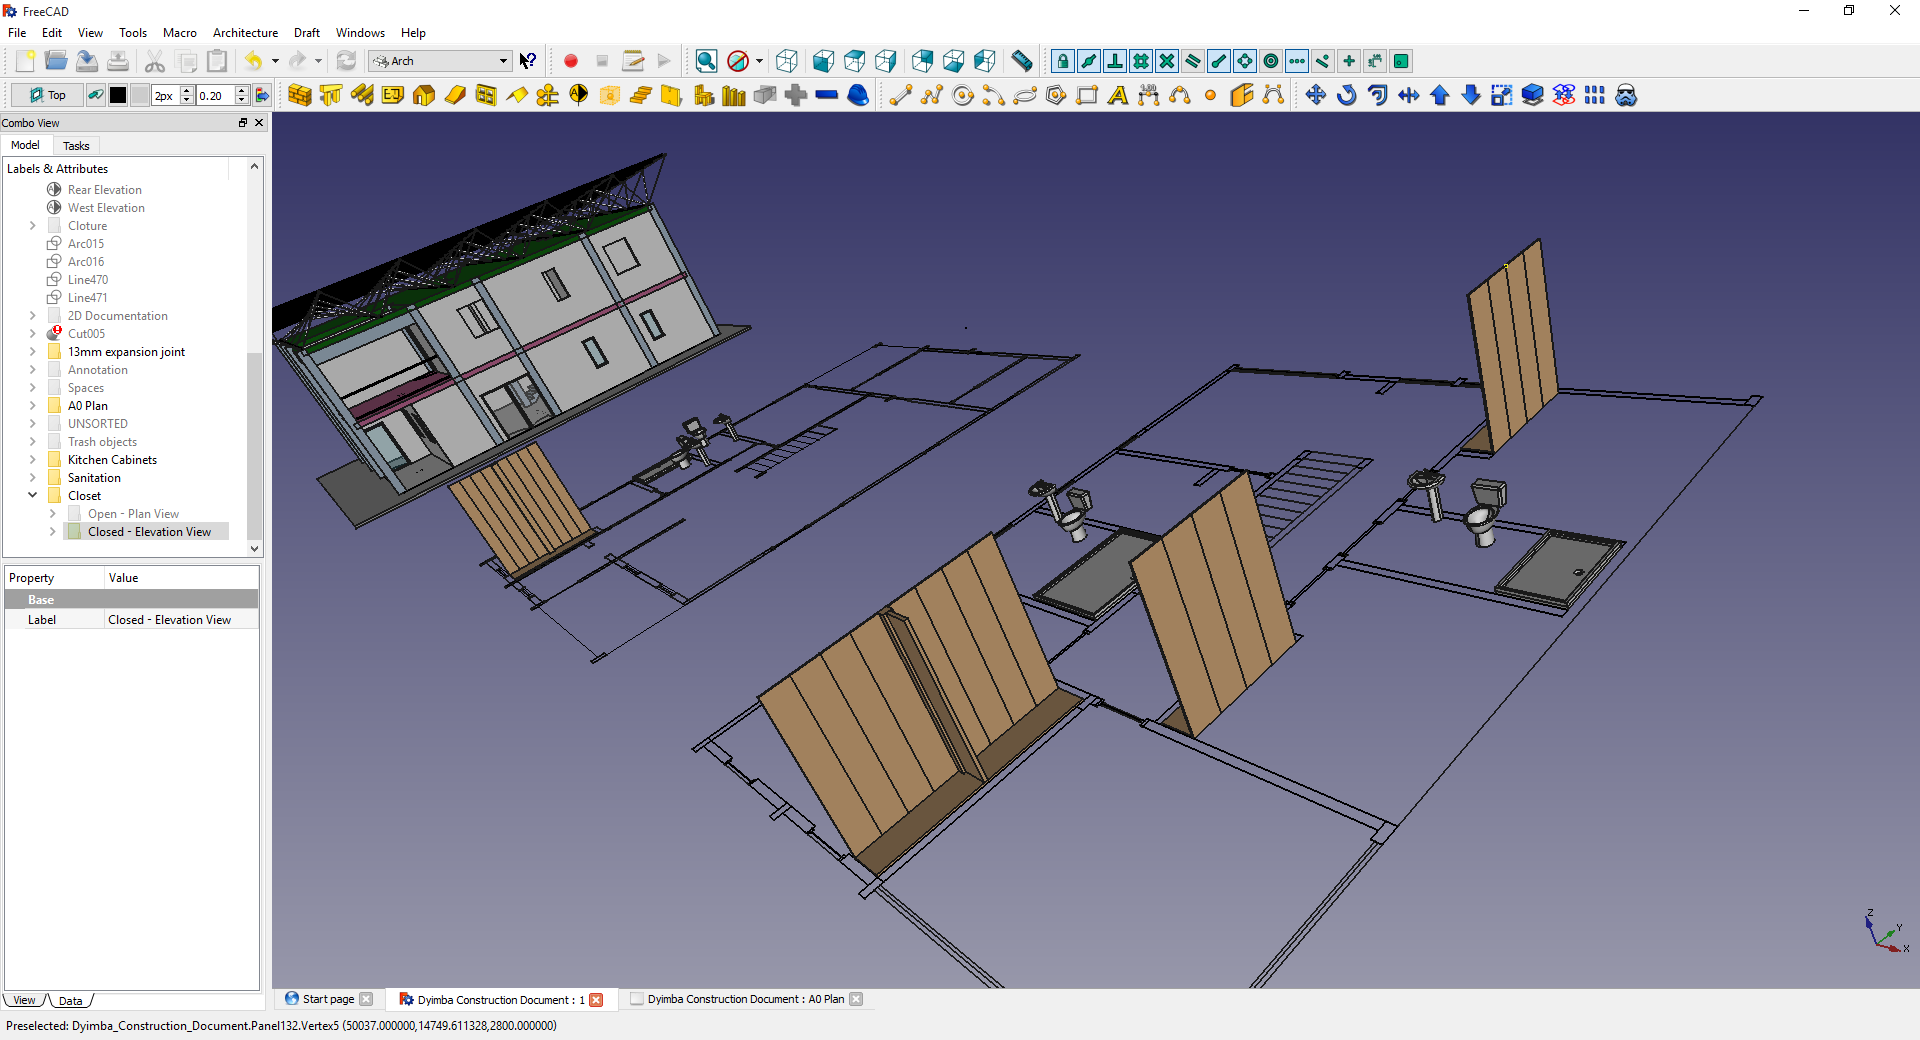 FreeCAD
File Edit View Tools Macro Architecture Draft Windows Help
Arch
Top 2px 0.20
Combo View
Model Tasks
Labels & Attributes
Rear Elevation
West Elevation
Cloture
Arc015
Arc016
Line470
Line471
2D Documentation
Cut005
13mm expansion joint
Annotation
Spaces
A0 Plan
UNSORTED
Trash objects
Kitchen Cabinets
Sanitation
Closet
Open - Plan View
Closed - Elevation View
Property Value
Base
Label Closed - Elevation View
Z
Y
X
View Data
Start page Dyimba Construction Document : 1 Dyimba Construction Document : A0 Plan
Preselected: Dyimba_Construction_Document.Panel132.Vertex5 (50037.000000,14749.611328,2800.000000)